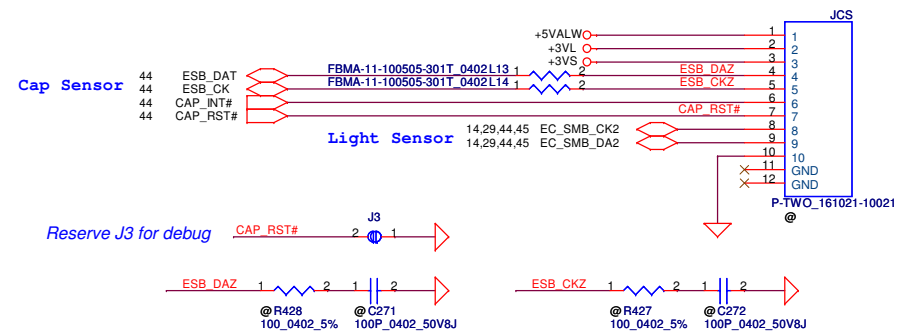 JCS
+5VALW 1 1
+3VL 2 2
+3VS 3 3
Cap Sensor 44 ESB_DAT FBMA-11-100505-301T_0402 L13 1 2 ESB_DAZ 4 4
44 ESB_CK FBMA-11-100505-301T_0402 L14 1 2 ESB_CKZ 5 5
44 CAP_INT# 6 6
44 CAP_RST# CAP_RST# 7 7
Light Sensor 14,29,44,45 EC_SMB_CK2 8 8
14,29,44,45 EC_SMB_DA2 9 9
10 10
11 GND
12 GND
P-TWO_161021-10021
@
J3
Reserve J3 for debug CAP_RST# 2 1
ESB_DAZ 1 2 1 2
@ R428 @ C271
100_0402_5% 100P_0402_50V8J
ESB_CKZ 1 2 1 2
@ R427 @ C272
100_0402_5% 100P_0402_50V8J